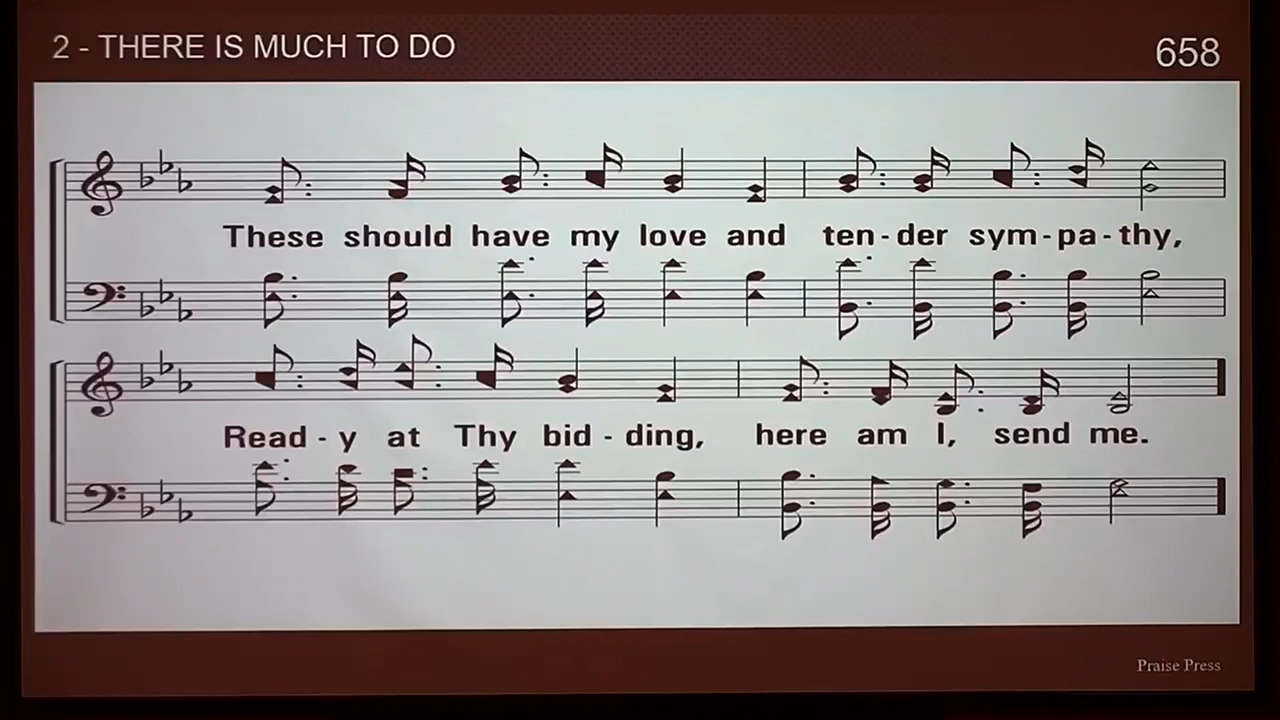 2 - THERE IS MUCH TO DO
658
These should have my love and ten-der sym-pa-thy,
Read-y at Thy bid-ding, here am I, send me.
Praise Press